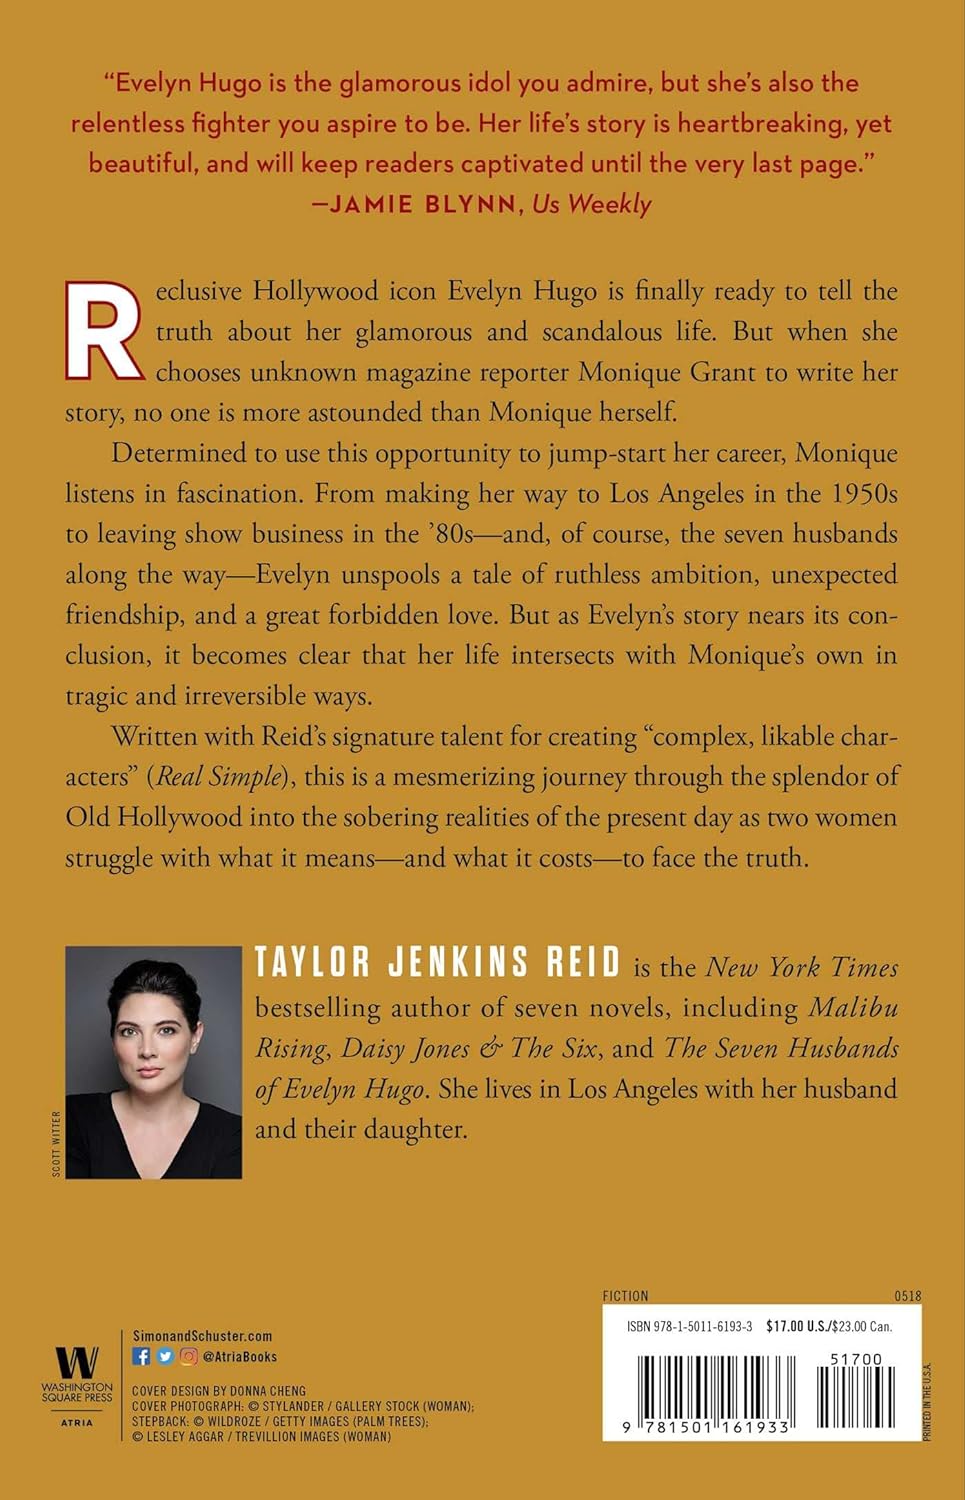 “Evelyn Hugo is the glamorous idol you admire, but she’s also the
relentless fighter you aspire to be. Her life’s story is heartbreaking, yet
beautiful, and will keep readers captivated until the very last page.”
—JAMIE BLYNN, Us Weekly
Reclusive Hollywood icon Evelyn Hugo is finally ready to tell the
truth about her glamorous and scandalous life. But when she
chooses unknown magazine reporter Monique Grant to write her
story, no one is more astounded than Monique herself.
Determined to use this opportunity to jump-start her career, Monique
listens in fascination. From making her way to Los Angeles in the 1950s
to leaving show business in the ’80s—and, of course, the seven husbands
along the way—Evelyn unspools a tale of ruthless ambition, unexpected
friendship, and a great forbidden love. But as Evelyn’s story nears its con-
clusion, it becomes clear that her life intersects with Monique’s own in
tragic and irreversible ways.
Written with Reid’s signature talent for creating “complex, likable char-
acters” (Real Simple), this is a mesmerizing journey through the splendor of
Old Hollywood into the sobering realities of the present day as two women
struggle with what it means—and what it costs—to face the truth.
SCOTT WITTER
TAYLOR JENKINS REID is the New York Times
bestselling author of seven novels, including Malibu
Rising, Daisy Jones & The Six, and The Seven Husbands
of Evelyn Hugo. She lives in Los Angeles with her husband
and their daughter.
W
WASHINGTON
SQUARE PRESS
ATRIA
SimonandSchuster.com
@AtriaBooks
COVER DESIGN BY DONNA CHENG
COVER PHOTOGRAPH: © STYLANDER / GALLERY STOCK (WOMAN);
STEPBACK: © WILDROZE / GETTY IMAGES (PALM TREES);
© LESLEY AGGAR / TREVILLION IMAGES (WOMAN)
FICTION 0518
ISBN 978-1-5011-6193-3 $17.00 U.S./$23.00 Can.
51700
9 781501 161933
PRINTED IN THE U.S.A.